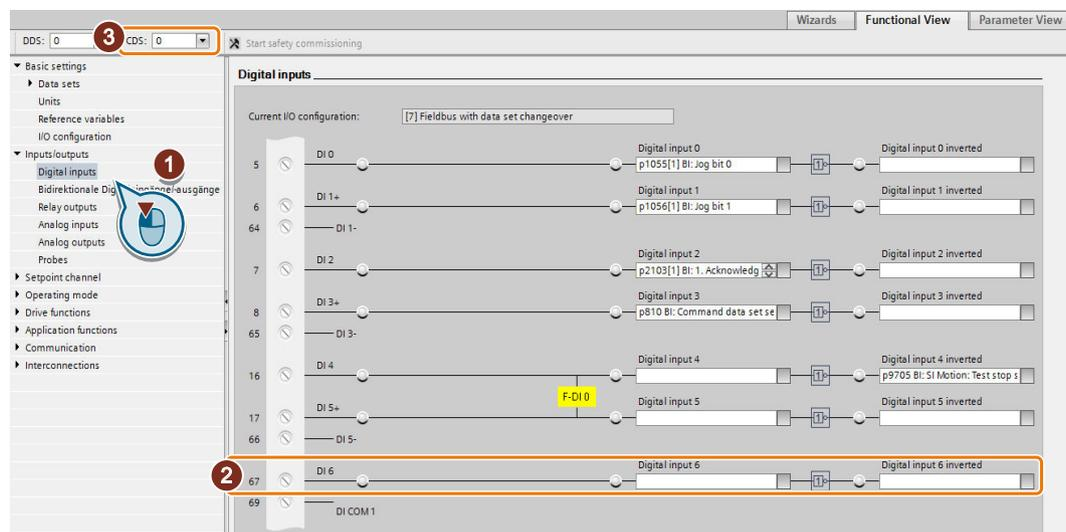 Wizards Functional View Parameter View
DDS: 0 3 CDS: 0 Start safety commissioning
Basic settings
Data sets
Units
Reference variables
I/O configuration
Inputs/outputs
Digital inputs
1
Bidirektionale
Relay outputs
Analog inputs
Analog outputs
Probes
Setpoint channel
Operating mode
Drive functions
Application functions
Communication
Interconnections
Digital inputs
Current I/O configuration: [7] Fieldbus with data set changeover
Digital input 0 Digital input 0 inverted
5 DI 0 p1055[1] BI: Jog bit 0 1
Digital input 1 Digital input 1 inverted
6 DI 1+ p1056[1] BI: Jog bit 1 1
64 DI 1-
Digital input 2 Digital input 2 inverted
7 DI 2 p2103[1] BI: 1. Acknowledg 1
Digital input 3 Digital input 3 inverted
8 DI 3+ p810 BI: Command data set se 1
65 DI 3-
Digital input 4 Digital input 4 inverted
16 DI 4 1 p9705 BI: SI Motion: Test stop s
F-DI 0
Digital input 5 Digital input 5 inverted
17 DI 5+ 1
66 DI 5-
2
Digital input 6 Digital input 6 inverted
67 DI 6 1
69 DI COM 1